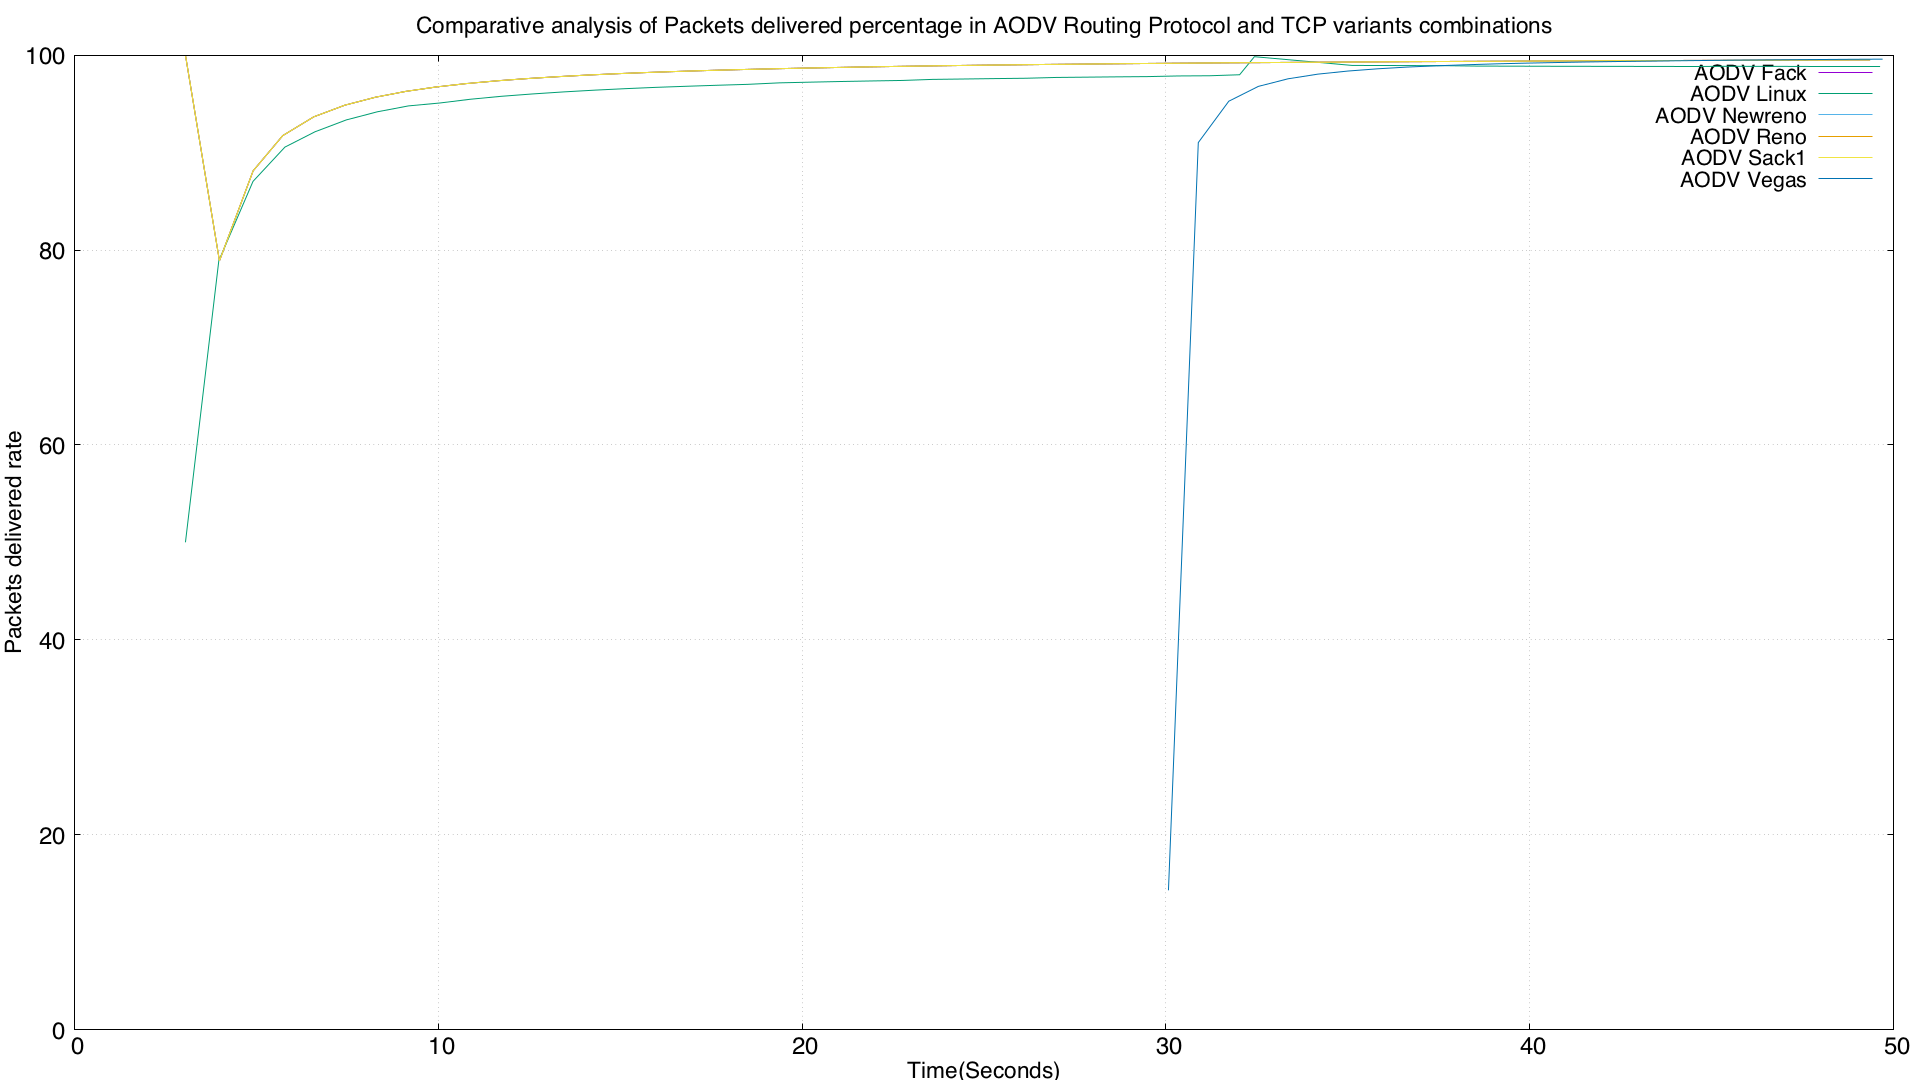 Comparative analysis of Packets delivered percentage in AODV Routing Protocol and TCP variants combinations
100
80
60
40
20
0
Packets delivered rate
AODV Fack
AODV Linux
AODV Newreno
AODV Reno
AODV Sack1
AODV Vegas
0 10 20 30 40 50
Time(Seconds)